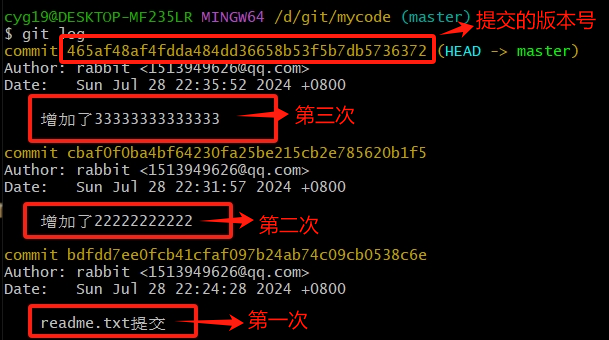 cyg19@DESKTOP-MF235LR MINGW64 /d/git/mycode (master)
提交的版本号
$ git log
commit 465af48af4fdda484dd36658b53f5b7db5736372 (HEAD -> master)
Author: rabbit <1513949626@qq.com>
Date:   Sun Jul 28 22:35:52 2024 +0800
增加了33333333333333 第三次
commit cbaf0f0ba4bf64230fa25be215cb2e785620b1f5
Author: rabbit <1513949626@qq.com>
Date:   Sun Jul 28 22:31:57 2024 +0800
增加了22222222222 第二次
commit bdfdd7ee0fcb41cfaf097b24ab74c09cb0538c6e
Author: rabbit <1513949626@qq.com>
Date:   Sun Jul 28 22:24:28 2024 +0800
readme.txt提交 第一次